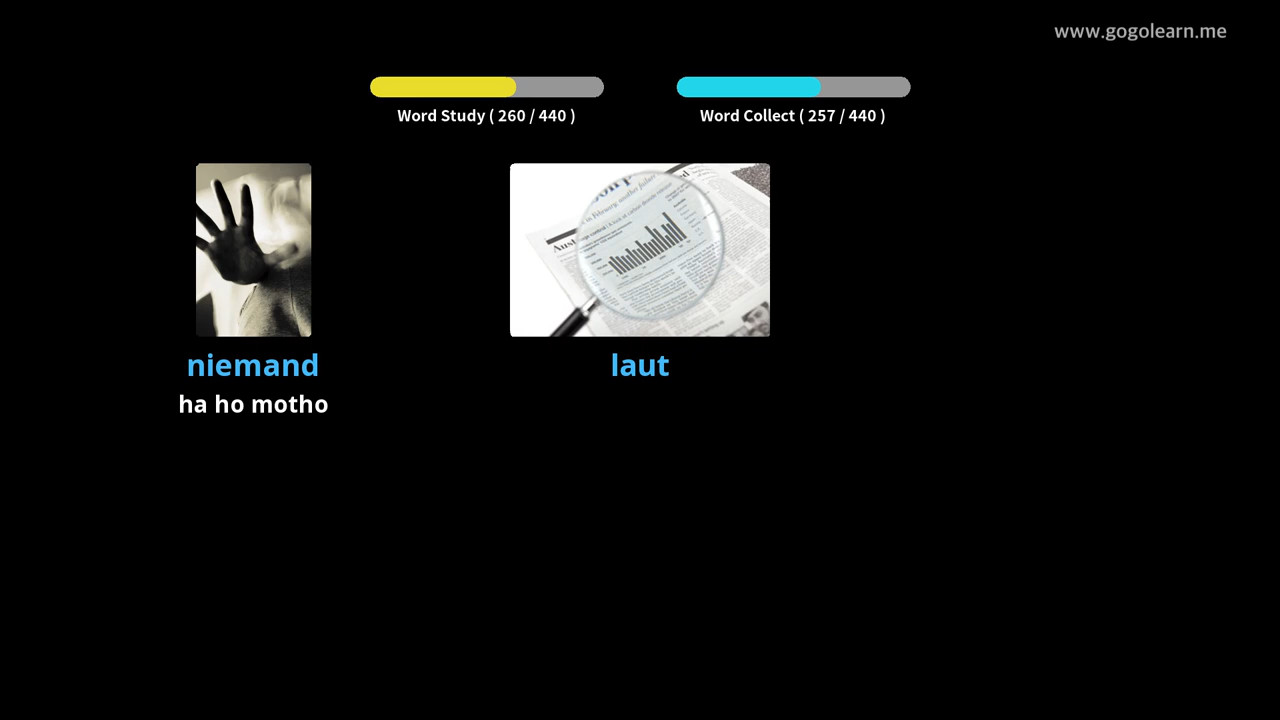 www.gogolearn.me
Word Study ( 260 / 440 )
Word Collect ( 257 / 440 )
niemand
laut
ha ho motho